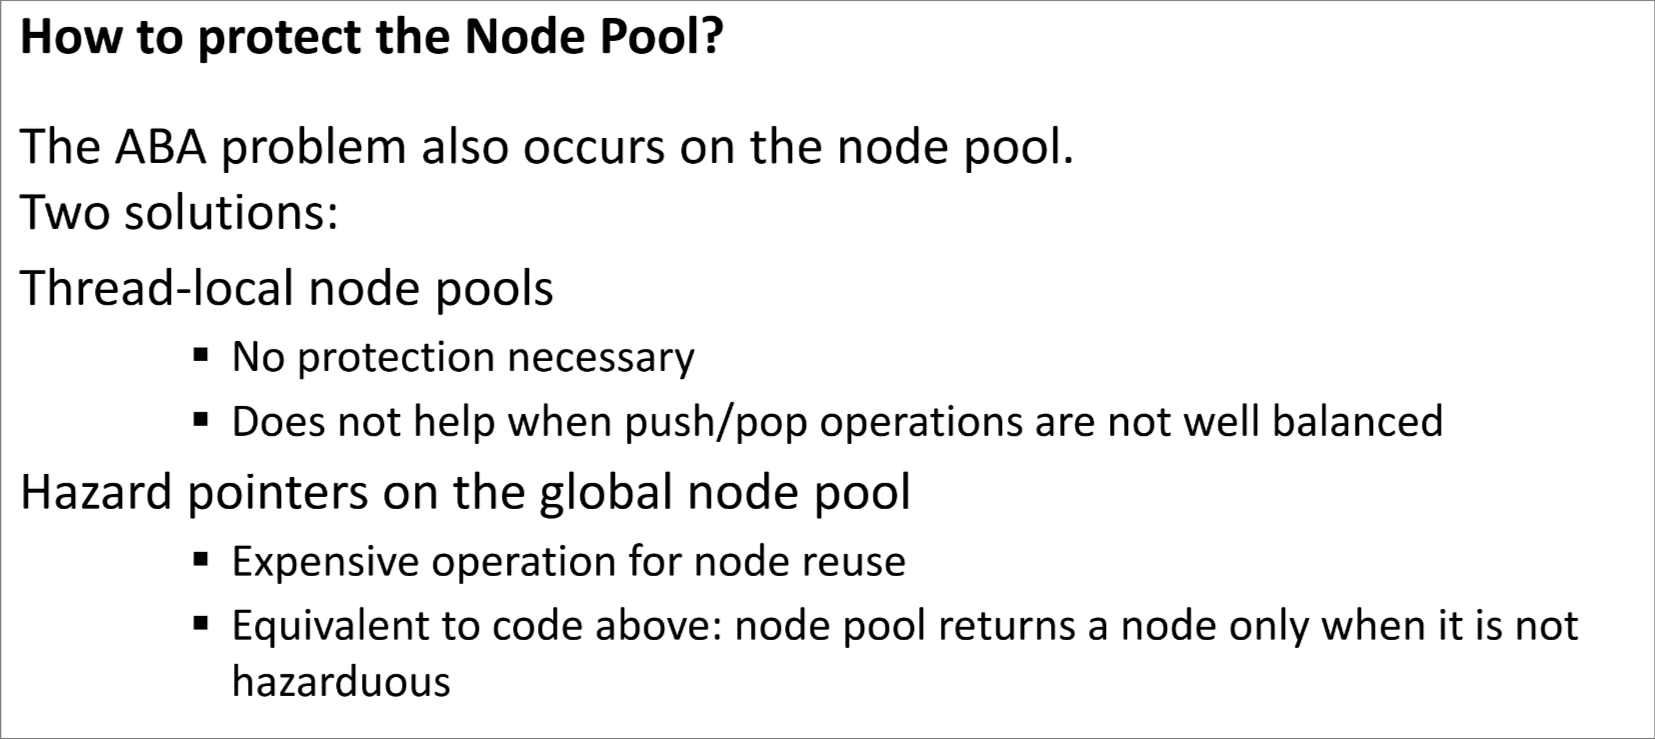 How to protect the Node Pool?
The ABA problem also occurs on the node pool.
Two solutions:
Thread-local node pools
▪ No protection necessary
▪ Does not help when push/pop operations are not well balanced
Hazard pointers on the global node pool
▪ Expensive operation for node reuse
▪ Equivalent to code above: node pool returns a node only when it is not
hazarduous